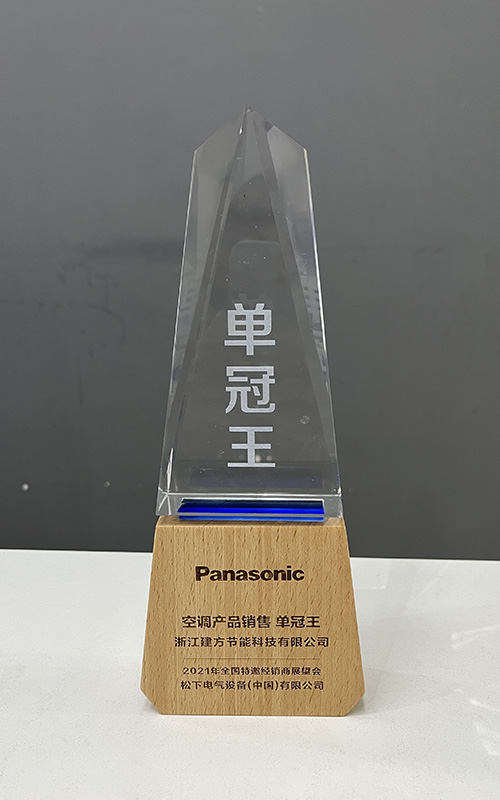 单冠王
Panasonic
空调产品销售 单冠王
浙江建方节能科技有限公司
2021年全国特邀经销商展望会
松下电气设备(中国)有限公司